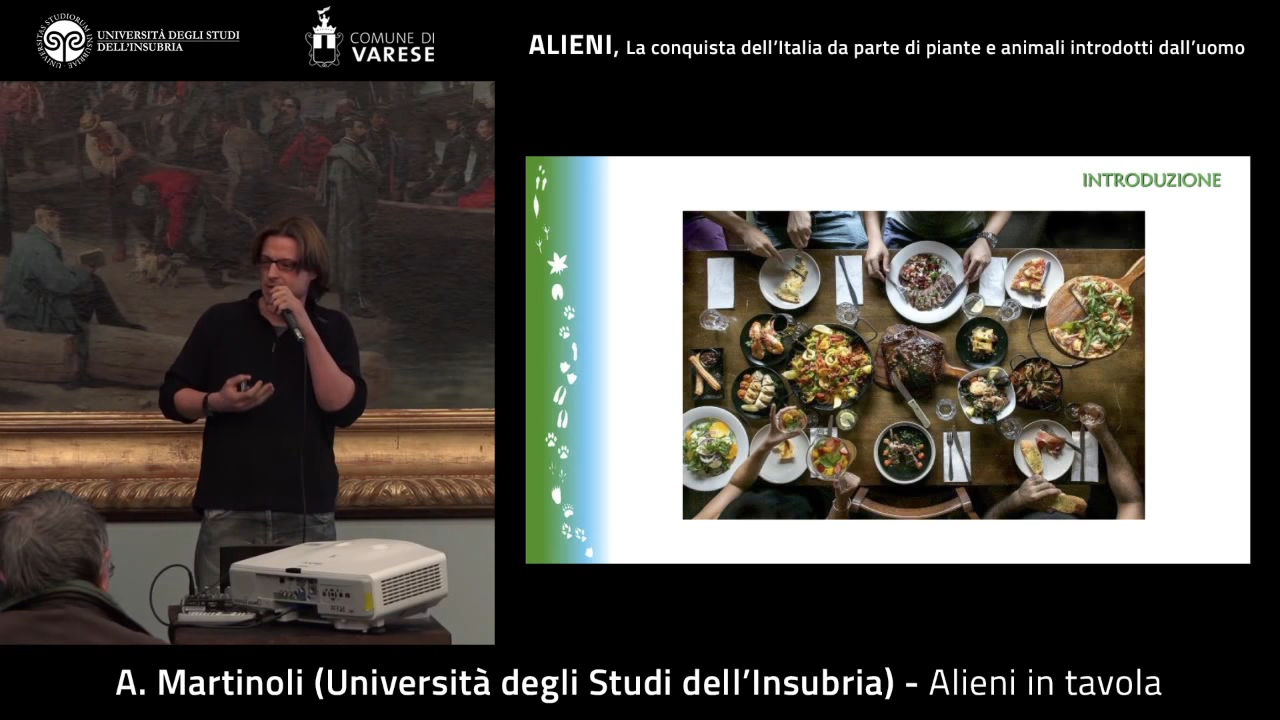 UNIVERSITÀ DEGLI STUDI
DELL'INSUBRIA
COMUNE DI
VARESE
ALIENI, La conquista dell'Italia da parte di piante e animali introdotti dall'uomo
INTRODUZIONE
A. Martinoli (Università degli Studi dell'Insubria) - Alieni in tavola